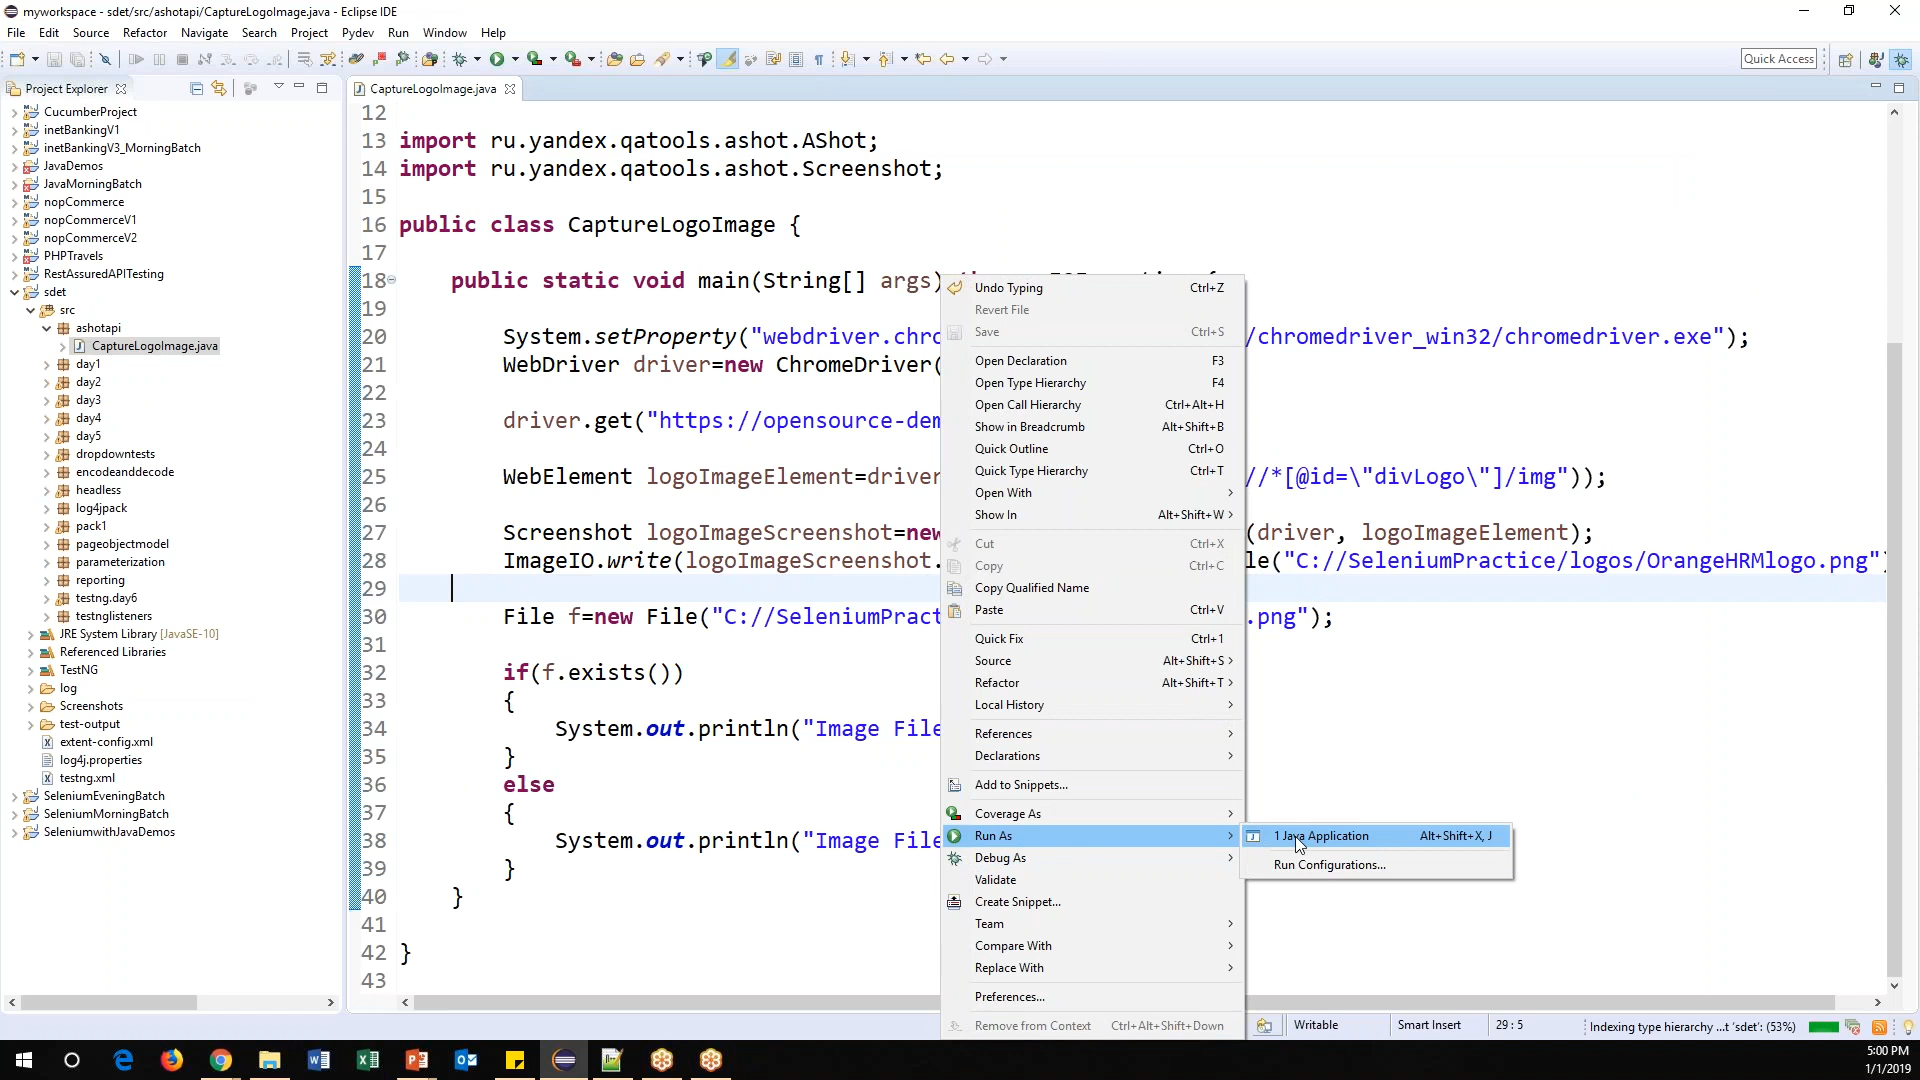 myworkspace - sdet/src/ashotapi/CaptureLogoImage.java - Eclipse IDE
File Edit Source Refactor Navigate Search Project Pydev Run Window Help
Quick Access
Project Explorer
CaptureLogoImage.java
CucumberProject
inetBankingV1
inetBankingV3_MorningBatch
JavaDemos
JavaMorningBatch
nopCommerce
nopCommerceV1
nopCommerceV2
PHPTravels
RestAssuredAPITesting
sdet
src
ashotapi
CaptureLogoImage.java
day1
day2
day3
day4
day5
dropdowntests
encodeanddecode
headless
log4jpack
pack1
pageobjectmodel
parameterization
reporting
testng.day6
testnglisteners
JRE System Library [JavaSE-10]
Referenced Libraries
TestNG
log
Screenshots
test-output
extent-config.xml
log4j.properties
testng.xml
SeleniumEveningBatch
SeleniumMorningBatch
SeleniumwithJavaDemos
12
13 import ru.yandex.qatools.ashot.AShot;
14 import ru.yandex.qatools.ashot.Screenshot;
15
16 public class CaptureLogoImage {
17
18 public static void main(String[] args)
19
20 System.setProperty("webdriver.chro /chromedriver_win32/chromedriver.exe");
21 WebDriver driver=new ChromeDriver(
22
23 driver.get("https://opensource-dem
24
25 WebElement logoImageElement=driver //*[@id=\"divLogo\"]/img"));
26
27 Screenshot logoImageScreenshot=new (driver, logoImageElement);
28 ImageIO.write(logoImageScreenshot. le("C://SeleniumPractice/logos/OrangeHRMlogo.png")
29
30 File f=new File("C://SeleniumPract .png");
31
32 if(f.exists())
33 {
34 System.out.println("Image File
35 }
36 else
37 {
38 System.out.println("Image File
39 }
40 }
41
42 }
43
Undo Typing Ctrl+Z
Revert File
Save Ctrl+S
Open Declaration F3
Open Type Hierarchy F4
Open Call Hierarchy Ctrl+Alt+H
Show in Breadcrumb Alt+Shift+B
Quick Outline Ctrl+O
Quick Type Hierarchy Ctrl+T
Open With
Show In Alt+Shift+W
Cut Ctrl+X
Copy Ctrl+C
Copy Qualified Name
Paste Ctrl+V
Quick Fix Ctrl+1
Source Alt+Shift+S
Refactor Alt+Shift+T
Local History
References
Declarations
Add to Snippets...
Coverage As
Run As
Debug As
Validate
Create Snippet...
Team
Compare With
Replace With
Preferences...
Remove from Context Ctrl+Alt+Shift+Down
1 Java Application Alt+Shift+X, J
Run Configurations...
Writable Smart Insert 29 : 5 Indexing type hierarchy ...t 'sdet': (53%)
5:00 PM
1/1/2019